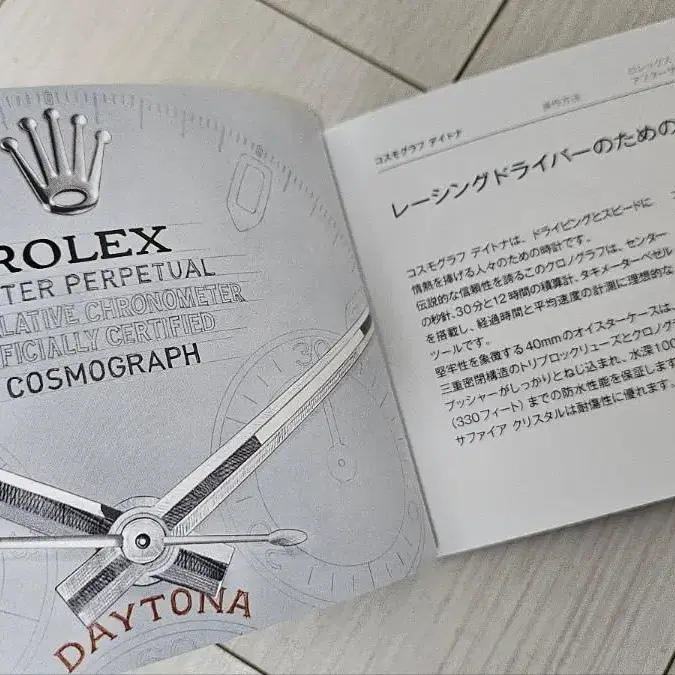 ROLEX
TER PERPETUAL
LATIVE CHRONOMETER
FICIALLY CERTIFIED
COSMOGRAPH
30
DAYTONA
コスモグラフ デイトナ
操作方法
ロレックス
レーシングドライバーのための
コスモグラフ デイトナは、ドライビングとスピードに
情熱を捧げる人々のための時計です。
伝説的な信頼性を誇るこのクロノグラフは、センター
の秒針、30分と12時間の積算計、タキメーターベゼル
を搭載し、経過時間と平均速度の計測に理想的な
ツールです。
堅牢性を象徴する40mmのオイスターケースは、
三重密閉構造のトリプロックリューズとクロノグラ
プッシャーがしっかりとねじ込まれ、水深100
（330フィート）までの防水性能を保証します
サファイア クリスタルは耐傷性に優れます。